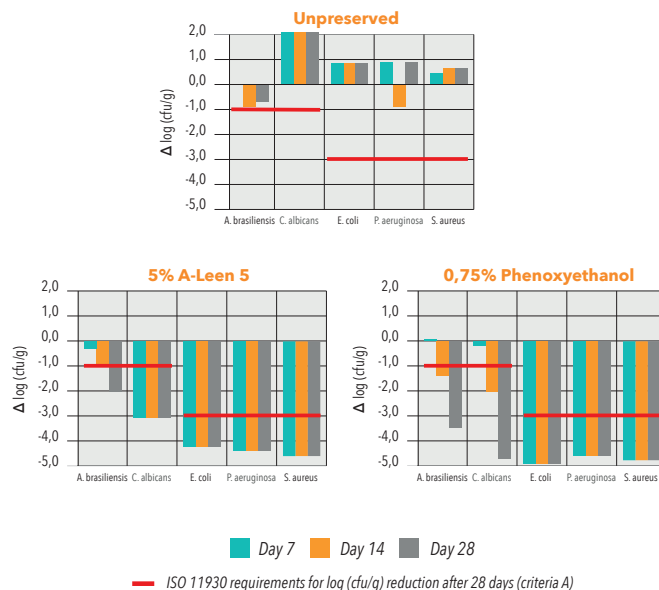 Unpreserved
2,0
1,0
0,0
-1,0
-2,0
-3,0
-4,0
-5,0
Δ log (cfu/g)
A. brasiliensis C. albicans E. coli P. aeruginosa S. aureus
5% A-Leen 5
2,0
1,0
0,0
-1,0
-2,0
-3,0
-4,0
-5,0
Δ log (cfu/g)
A. brasiliensis C. albicans E. coli P. aeruginosa S. aureus
0,75% Phenoxyethanol
2,0
1,0
0,0
-1,0
-2,0
-3,0
-4,0
-5,0
Δ log (cfu/g)
A. brasiliensis C. albicans E. coli P. aeruginosa S. aureus
Day 7 Day 14 Day 28
ISO 11930 requirements for log (cfu/g) reduction after 28 days (criteria A)